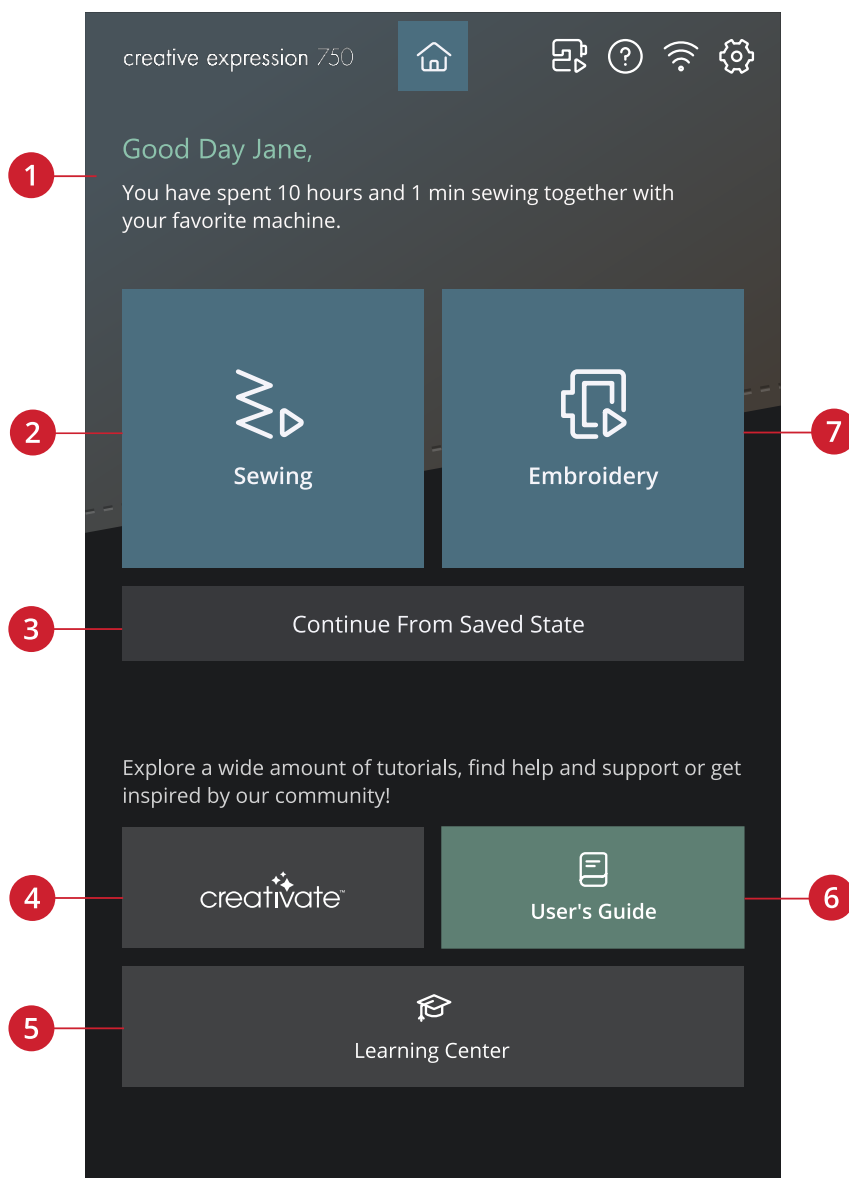 creative expression 750
?
1
Good Day Jane,
You have spent 10 hours and 1 min sewing together with
your favorite machine.
2
Sewing
Embroidery
7
3
Continue From Saved State
Explore a wide amount of tutorials, find help and support or get
inspired by our community!
4
creativate™
User's Guide
6
5
Learning Center